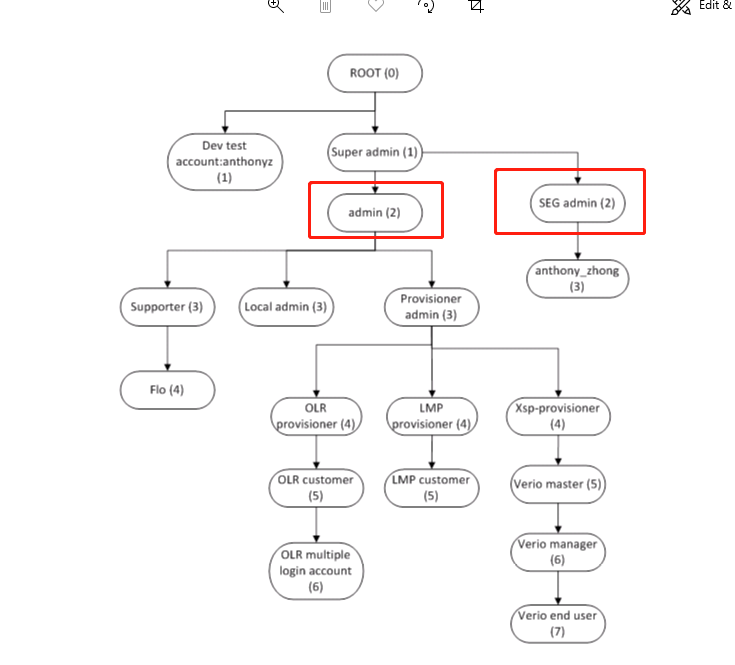 Edit &
ROOT (0)
Dev test
account:anthonyz
(1)
Super admin (1)
admin (2)
SEG admin (2)
anthony_zhong
(3)
Supporter (3)
Local admin (3)
Provisioner
admin (3)
Flo (4)
OLR
provisioner (4)
LMP
provisioner (4)
Xsp-provisioner
(4)
OLR customer
(5)
LMP customer
(5)
Verio master (5)
OLR multiple
login account
(6)
Verio manager
(6)
Verio end user
(7)